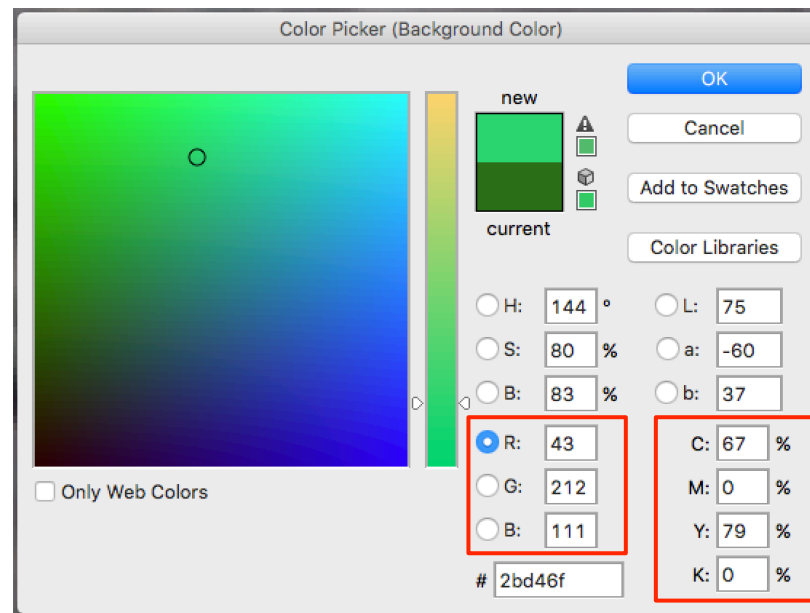 Color Picker (Background Color)
new
current
OK
Cancel
Add to Swatches
Color Libraries
H: 144 °
S: 80 %
B: 83 %
L: 75
a: -60
b: 37
R: 43
G: 212
B: 111
# 2bd46f
C: 67 %
M: 0 %
Y: 79 %
K: 0 %
Only Web Colors